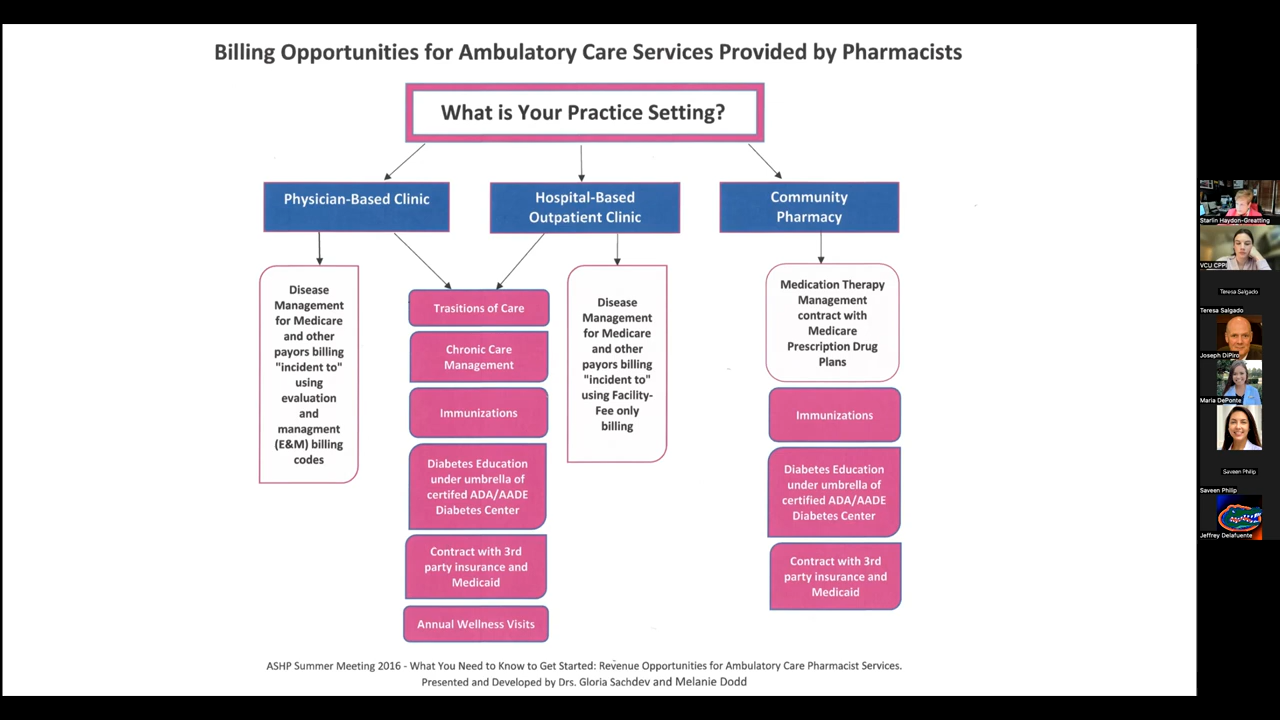 Billing Opportunities for Ambulatory Care Services Provided by Pharmacists
What is Your Practice Setting?
Physician-Based Clinic
Hospital-Based
Outpatient Clinic
Community
Pharmacy
Disease
Management
for Medicare
and other
payors billing
"incident to"
using
evaluation
and
managment
(E&M) billing
codes
Trasitions of Care
Chronic Care
Management
Immunizations
Diabetes Education
under umbrella of
certifed ADA/AADE
Diabetes Center
Contract with 3rd
party insurance and
Medicaid
Annual Wellness Visits
Disease
Management
for Medicare
and other
payors billing
"incident to"
using Facility-
Fee only
billing
Medication Therapy
Management
contract with
Medicare
Prescription Drug
Plans
Immunizations
Diabetes Education
under umbrella of
certified ADA/AADE
Diabetes Center
Contract with 3rd
party insurance and
Medicaid
ASHP Summer Meeting 2016 - What You Need to Know to Get Started: Revenue Opportunities for Ambulatory Care Pharmacist Services.
Presented and Developed by Drs. Gloria Sachdev and Melanie Dodd
Starlin Haydon-Greatting
VCU CPPI
Teresa Salgado
Teresa Salgado
Joseph DiPiro
Maria DePonte
Saveen Philip
Saveen Philip
Jeffrey Delafuente